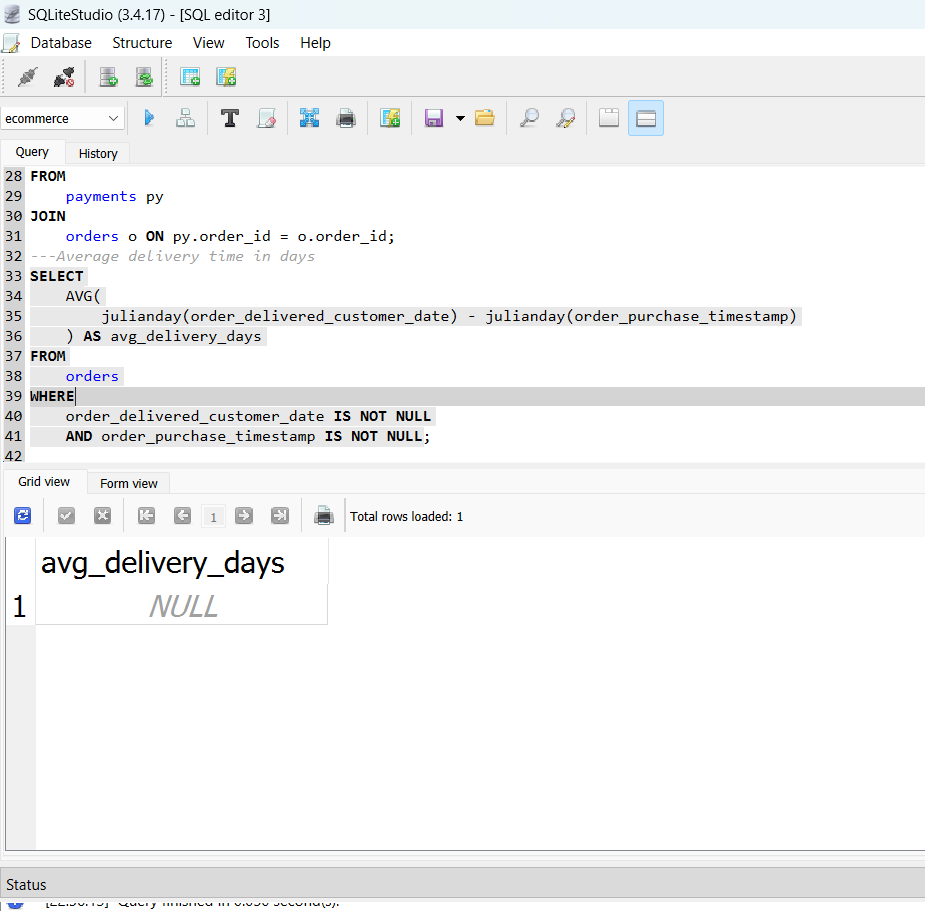 SQLiteStudio (3.4.17) - [SQL editor 3]
Database Structure View Tools Help
ecommerce
Query History
28 FROM
29 payments py
30 JOIN
31 orders o ON py.order_id = o.order_id;
32 ---Average delivery time in days
33 SELECT
34 AVG(
35 julianday(order_delivered_customer_date) - julianday(order_purchase_timestamp)
36 ) AS avg_delivery_days
37 FROM
38 orders
39 WHERE
40 order_delivered_customer_date IS NOT NULL
41 AND order_purchase_timestamp IS NOT NULL;
42
Grid view Form view
1 Total rows loaded: 1
avg_delivery_days
1 NULL
Status
Query finished in second(s).